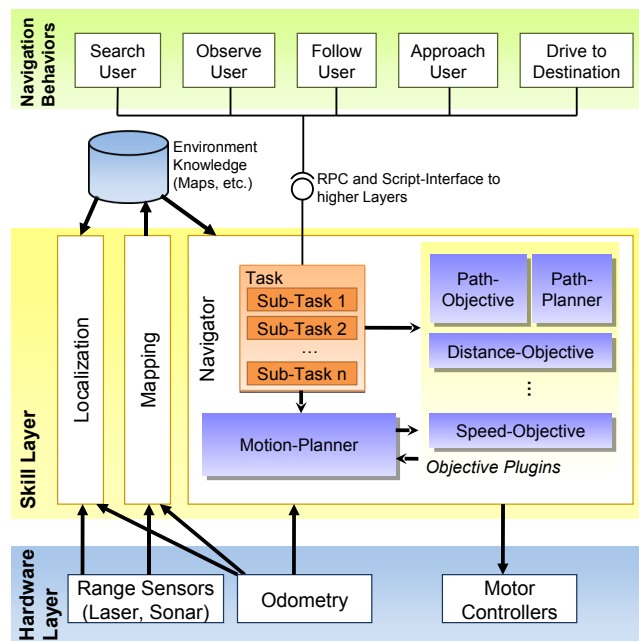 Navigation
Behaviors
Search
User
Observe
User
Follow
User
Approach
User
Drive to
Destination
Environment
Knowledge
(Maps, etc.)
RPC and Script-Interface to
higher Layers
Skill Layer
Localization
Mapping
Navigator
Task
Sub-Task 1
Sub-Task 2
...
Sub-Task n
Path-
Objective
Path-
Planner
Distance-Objective
⋮
Speed-Objective
Motion-Planner
Objective Plugins
Hardware
Layer
Range Sensors
(Laser, Sonar)
Odometry
Motor
Controllers